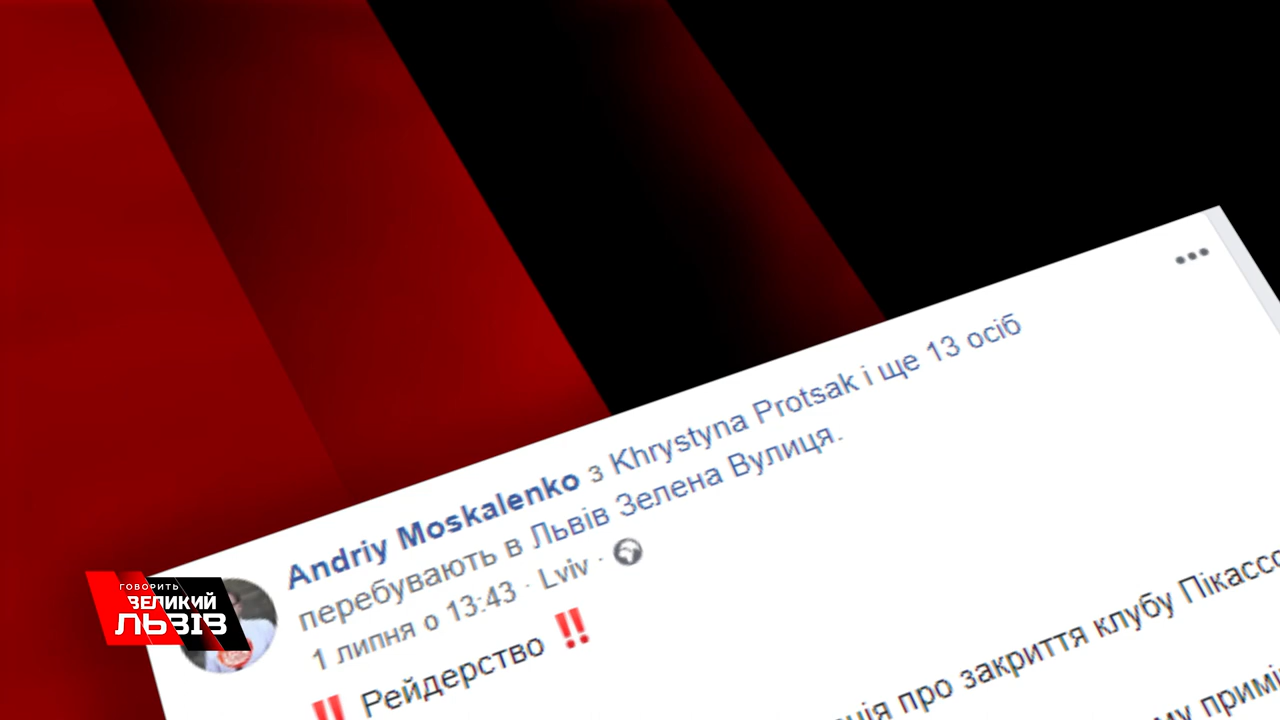 Andriy Moskalenko з Khrystyna Protsak і ще 13 осіб
перебувають в Львів Зелена Вулиця.
1 липня о 13:43 · Lviv ·
‼ Рейдерство ‼
про закриття клубу Пікассо
ГОВОРИТЬ
ВЕЛИКИЙ
ЛЬВІВ